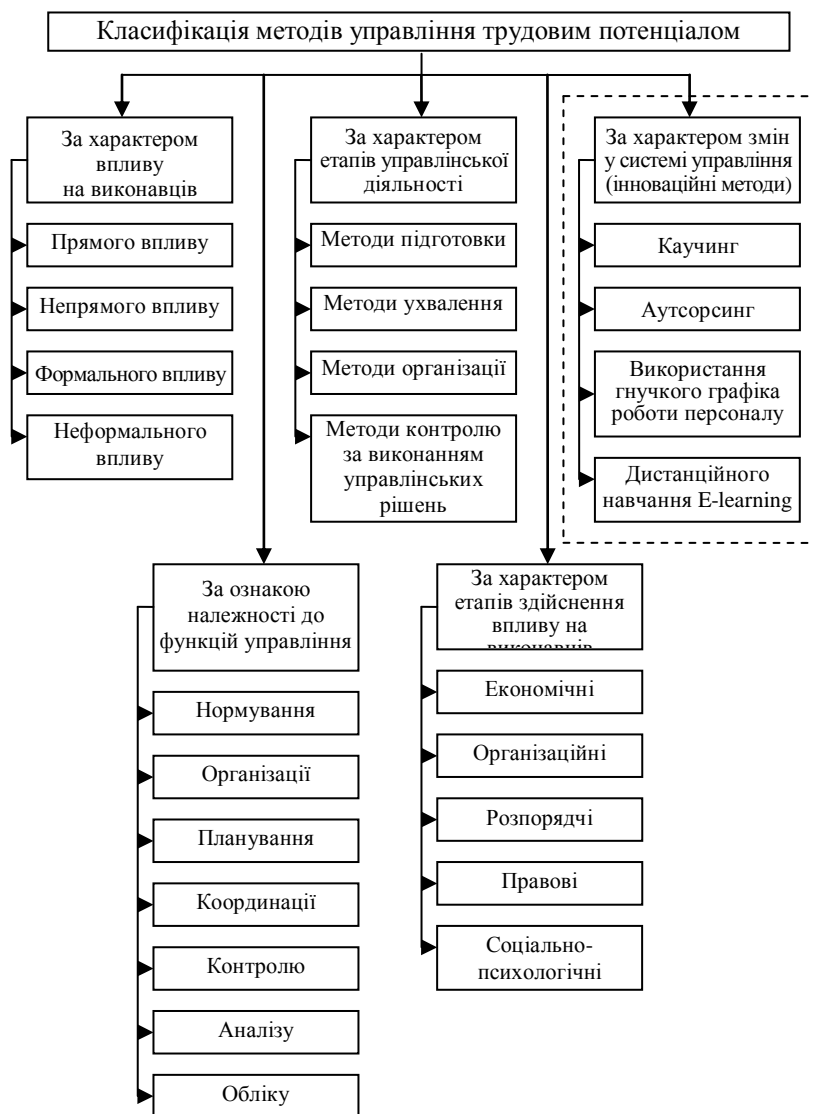 Класифікація методів управління трудовим потенціалом
За характером
впливу
на виконавців
Прямого впливу
Непрямого впливу
Формального впливу
Неформального
впливу
За характером
етапів управлінської
діяльності
Методи підготовки
Методи ухвалення
Методи організації
Методи контролю
за виконанням
управлінських
рішень
За характером змін
у системі управління
(інноваційні методи)
Каучинг
Аутсорсинг
Використання
гнучкого графіка
роботи персоналу
Дистанційного
навчання E-learning
За ознакою
належності до
функцій управління
Нормування
Організації
Планування
Координації
Контролю
Аналізу
Обліку
За характером
етапів здійснення
впливу на
виконавців
Економічні
Організаційні
Розпорядчі
Правові
Соціально-
психологічні